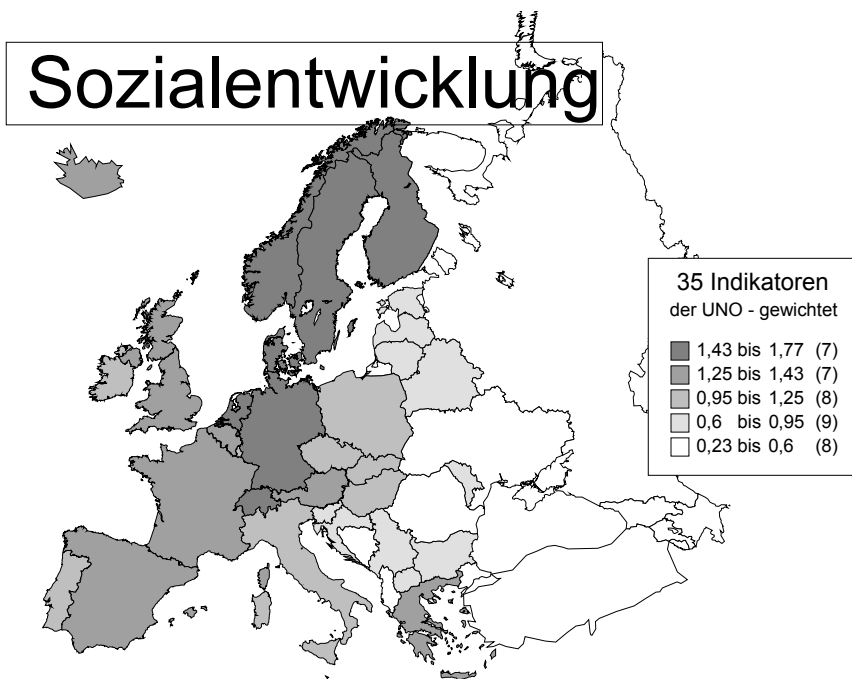 Sozialentwicklung
35 Indikatoren
der UNO - gewichtet
1,43 bis 1,77 (7)
1,25 bis 1,43 (7)
0,95 bis 1,25 (8)
0,6 bis 0,95 (9)
0,23 bis 0,6 (8)